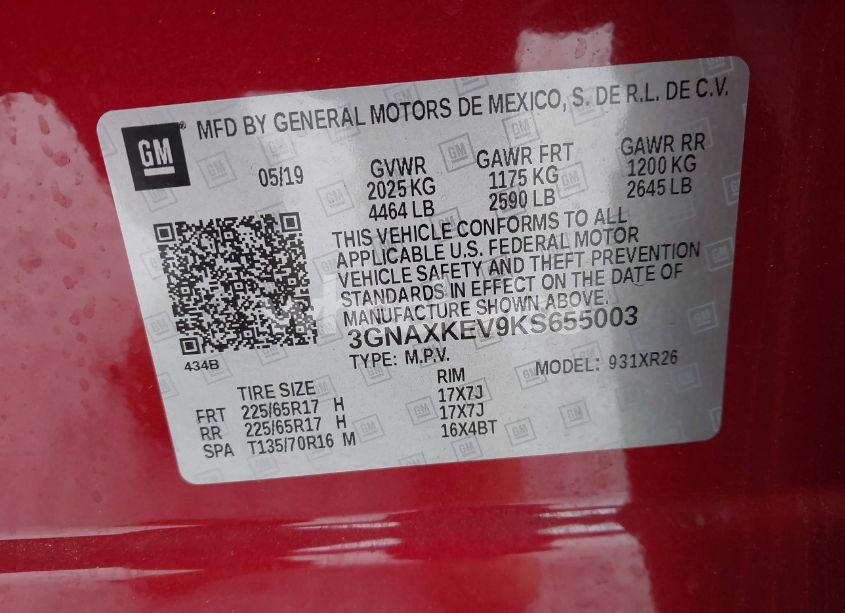 GM® MFD BY GENERAL MOTORS DE MEXICO, S. DE R.L. DE C.V.
05/19 GVWR GAWR FRT GAWR RR
2025 KG 1175 KG 1200 KG
4464 LB 2590 LB 2645 LB
THIS VEHICLE CONFORMS TO ALL
APPLICABLE U.S. FEDERAL MOTOR
VEHICLE SAFETY AND THEFT PREVENTION
STANDARDS IN EFFECT ON THE DATE OF
MANUFACTURE SHOWN ABOVE.
3GNAXKEV9KS655003
434B TYPE: M.P.V. MODEL: 931XR26
TIRE SIZE RIM
FRT 225/65R17 H 17X7J
RR 225/65R17 H 17X7J
SPA T135/70R16 M 16X4BT